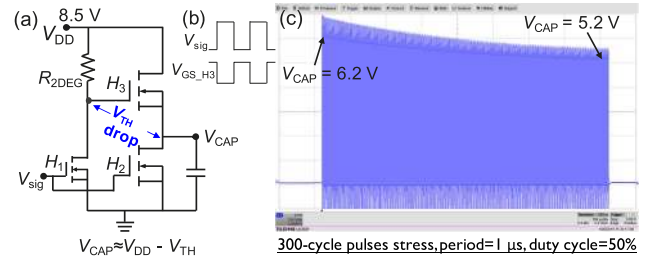 (a)
8.5 V
VDD
R2DEG
H3
VTH
drop
VCAP
H1
H2
Vsig
VCAP≈VDD - VTH
(b)
Vsig
VGS_H3
(c)
VCAP = 5.2 V
VCAP = 6.2 V
300-cycle pulses stress, period=1 μs, duty cycle=50%